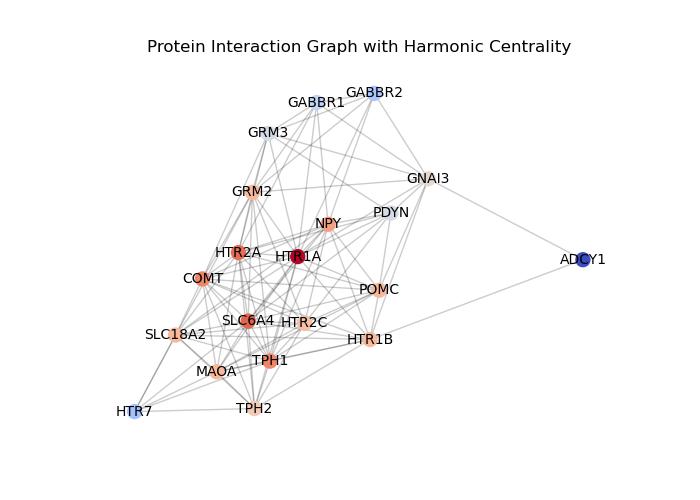 Protein Interaction Graph with Harmonic Centrality
GABBR2
GABBR1
GRM3
GNAI3
GRM2
PDYN
NPY
HTR2A
HTR1A
ADCY1
COMT
POMC
SLC6A4
HTR2C
SLC18A2
HTR1B
TPH1
MAOA
TPH2
HTR7